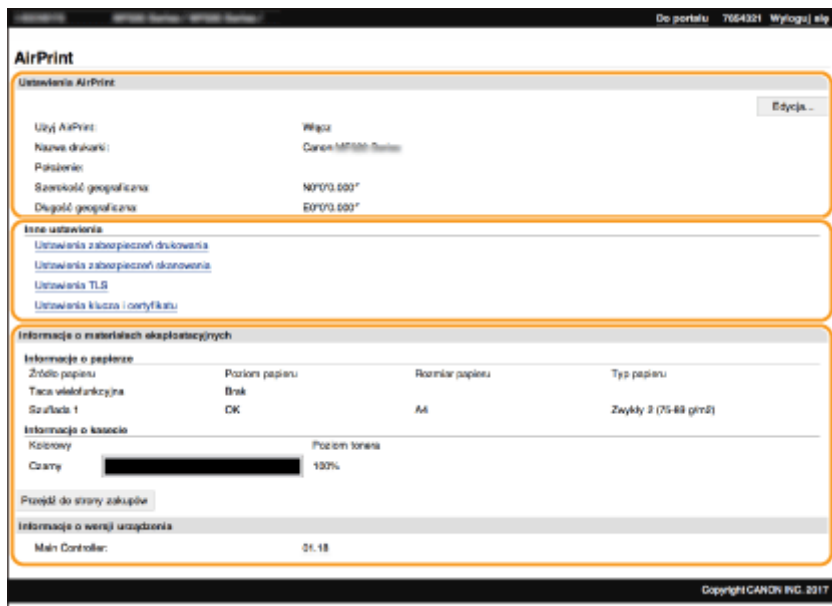 Do portalu 7654321 Wyloguj się
AirPrint
Ustawienia AirPrint
Edycja...
Użyj AirPrint: Włącz
Nazwa drukarki: Canon
Położenie:
Szerokość geograficzna: N0°0'0.000"
Długość geograficzna: E0°0'0.000"
Inne ustawienia
Ustawienia zabezpieczeń drukowania
Ustawienia zabezpieczeń skanowania
Ustawienia TLS
Ustawienia klucza i certyfikatu
Informacje o materiałach eksploatacyjnych
Informacje o papierze
Źródło papieru Poziom papieru Rozmiar papieru Typ papieru
Taca wielofunkcyjna Brak
Szuflada 1 OK A4 Zwykły 2 (75-89 g/m2)
Informacje o kasecie
Kolorowy Poziom tonera
Czarny 100%
Przejdź do strony zakupów
Informacje o wersji urządzenia
Main Controller: 01.18
Copyright CANON INC. 2017